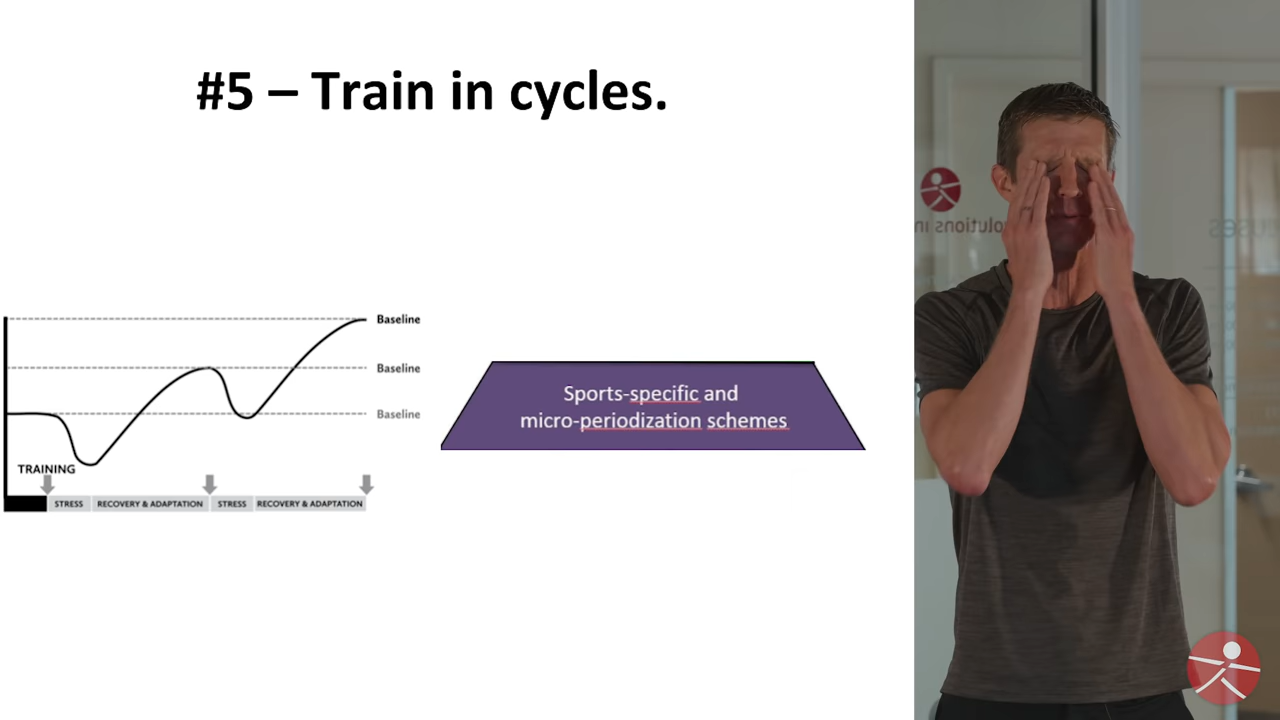 #5 – Train in cycles.
Baseline
Baseline
Baseline
TRAINING
STRESS
RECOVERY & ADAPTATION
STRESS
RECOVERY & ADAPTATION
Sports-specific and
micro-periodization schemes